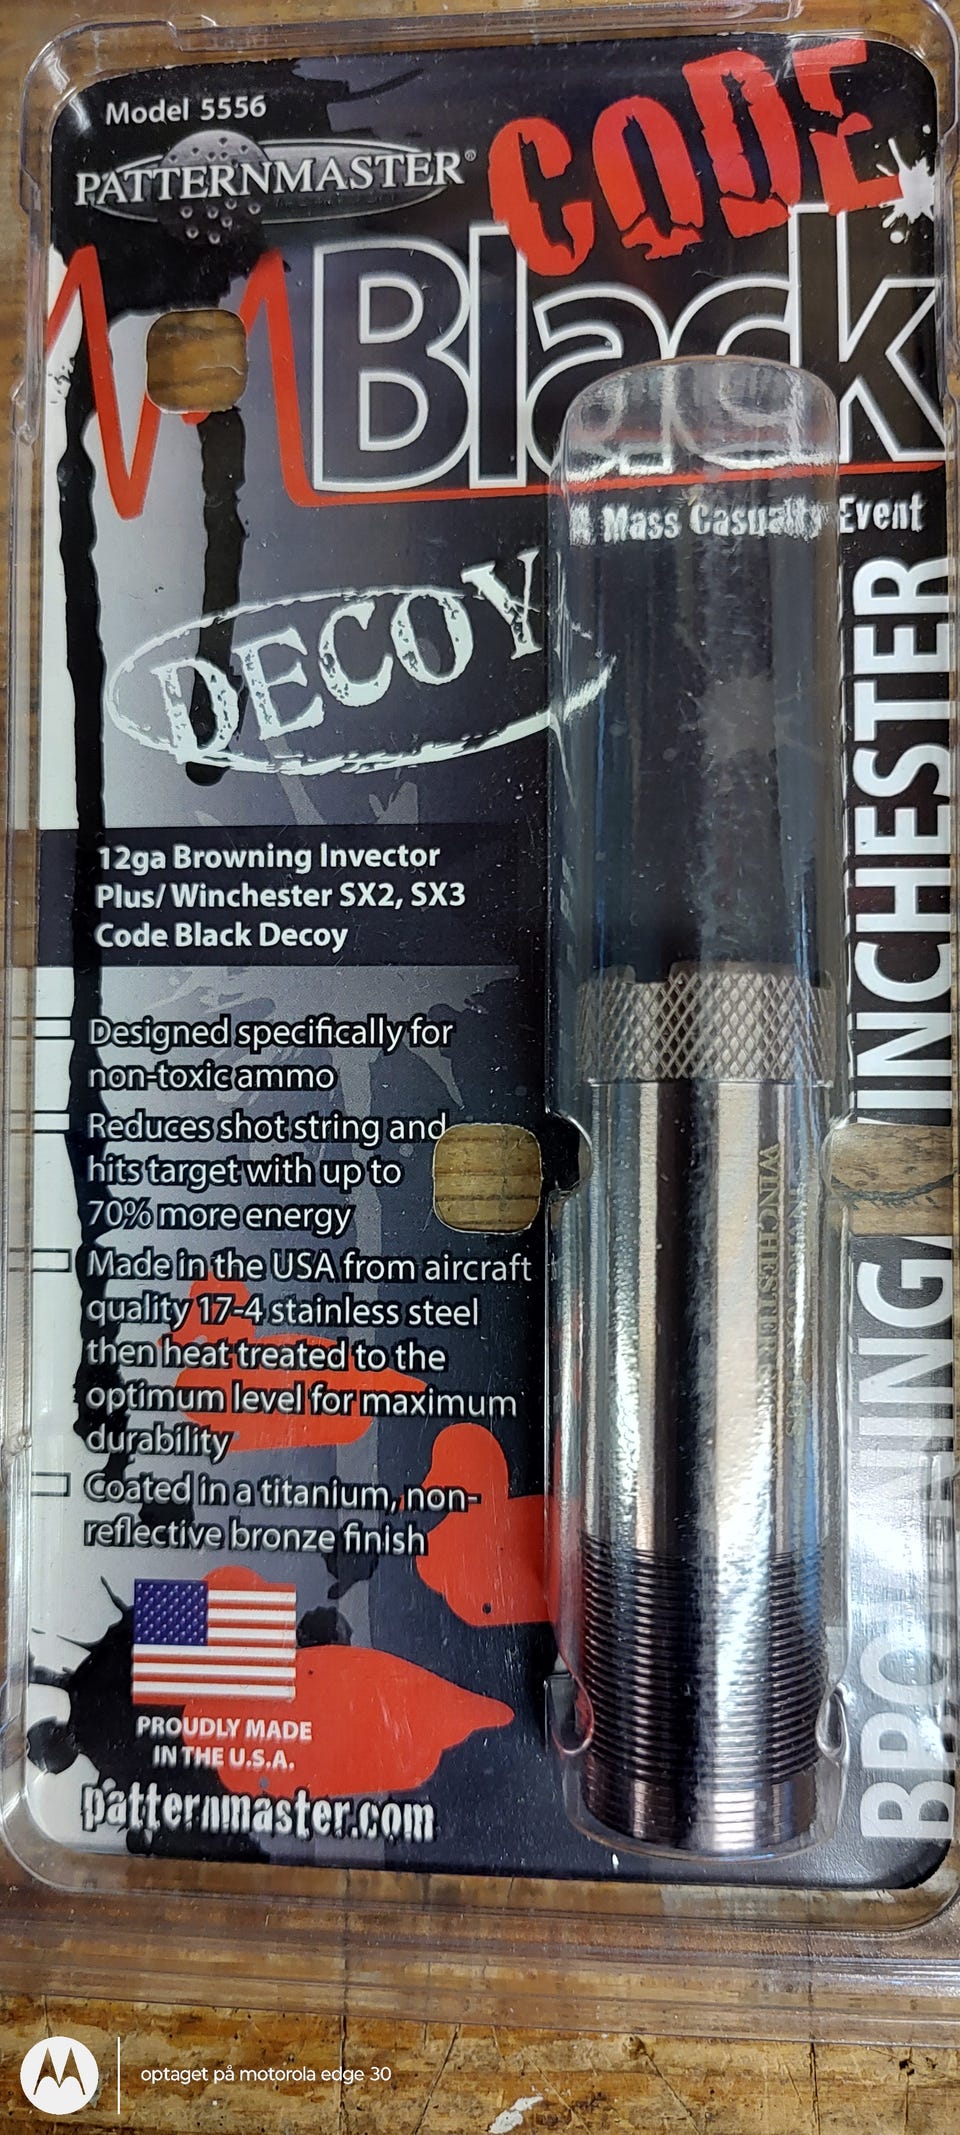 Model 5556
PATTERNMASTER®
CODE
Black
A Mass Casualty Event
DECOY
12ga Browning Invector
Plus/Winchester SX2, SX3
Code Black Decoy
Designed specifically for
non-toxic ammo
Reduces shot string and
hits target with up to
70% more energy
Made in the USA from aircraft
quality 17-4 stainless steel
then heat treated to the
optimum level for maximum
durability
Coated in a titanium, non-
reflective bronze finish
PROUDLY MADE
IN THE U.S.A.
patternmaster.com
BROWNING/WINCHESTER
WINCHESTER
optaget på motorola edge 30